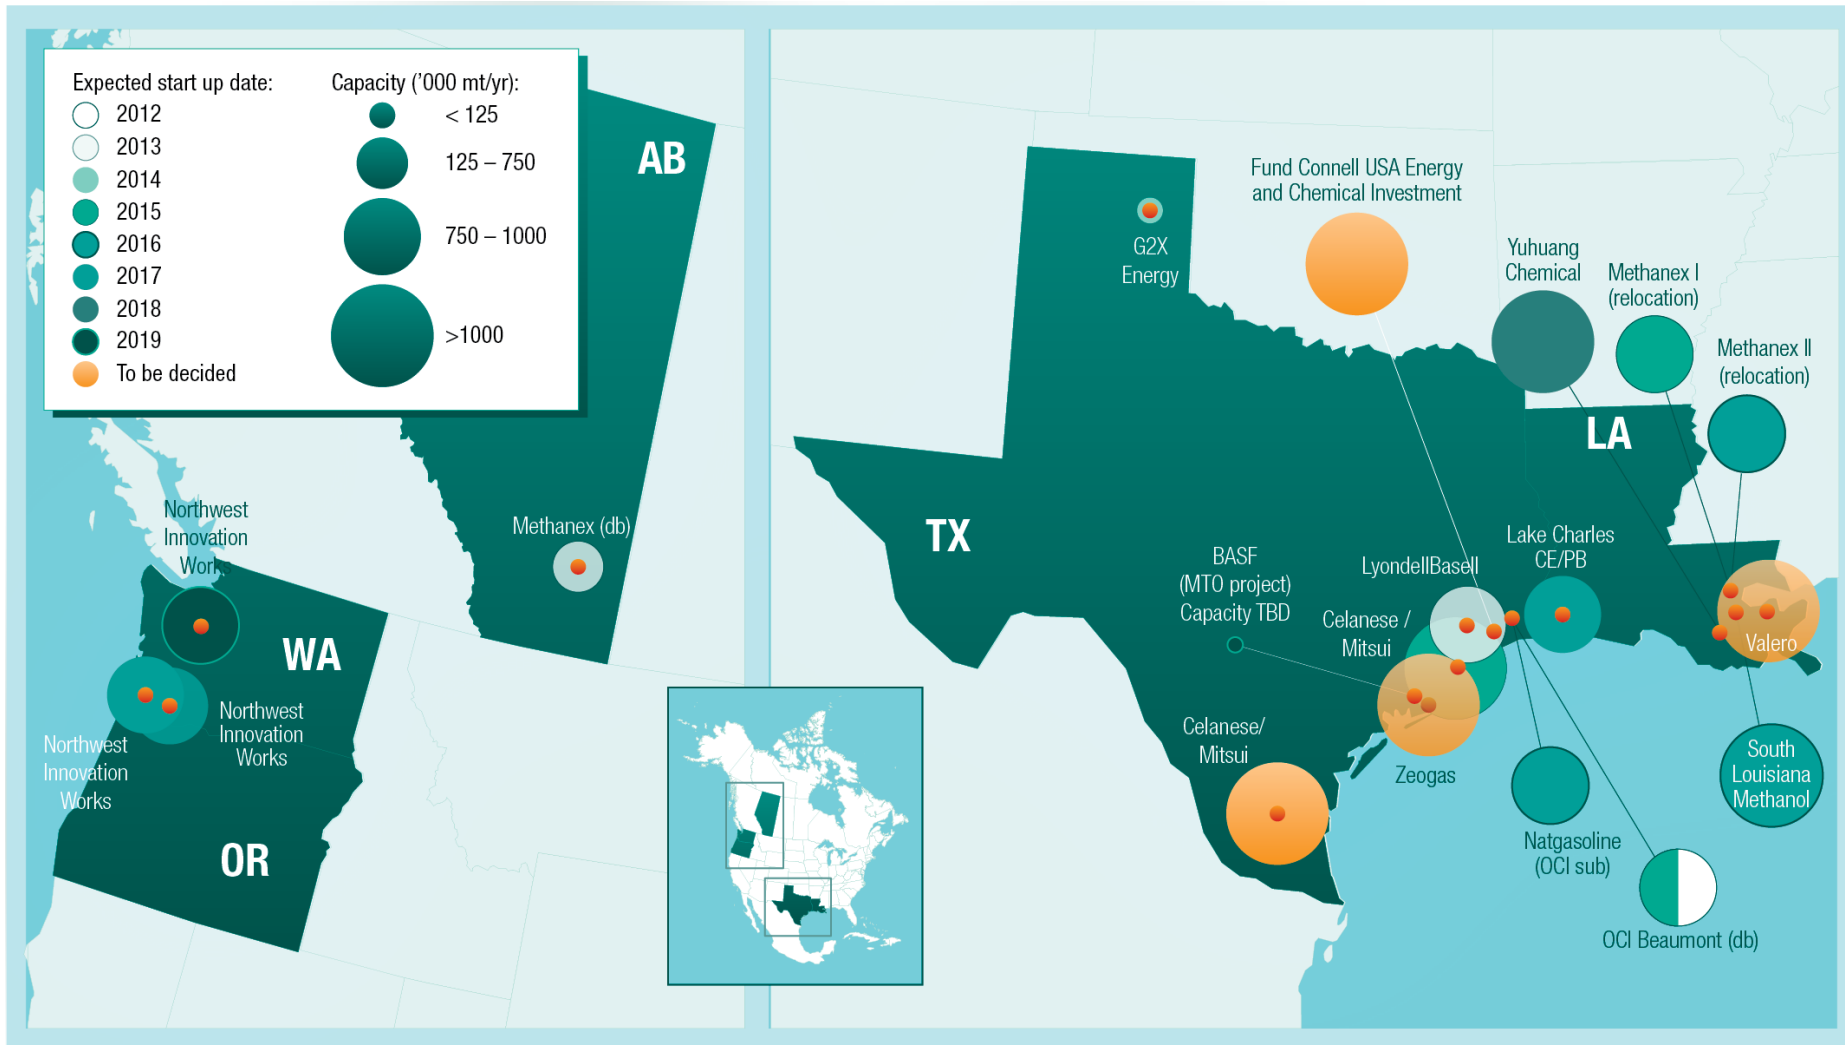 Expected start up date:
2012
2013
2014
2015
2016
2017
2018
2019
To be decided
Capacity (’000 mt/yr):
< 125
125 – 750
750 – 1000
>1000
AB
Methanex (db)
Northwest
Innovation
Works
WA
Northwest
Innovation
Works
Northwest
Innovation
Works
OR
G2X
Energy
Fund Connell USA Energy
and Chemical Investment
Yuhuang
Chemical
Methanex I
(relocation)
Methanex II
(relocation)
LA
TX
BASF
(MTO project)
Capacity TBD
LyondellBasell
Lake Charles
CE/PB
Celanese /
Mitsui
Valero
Celanese/
Mitsui
Zeogas
South
Louisiana
Methanol
Natgasoline
(OCI sub)
OCI Beaumont (db)